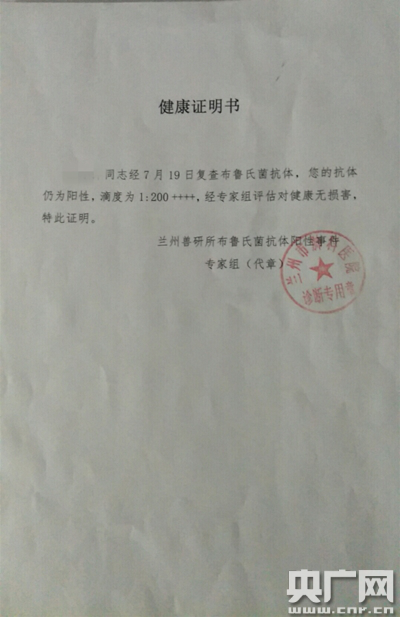 健康证明书
同志经7月19日复查布鲁氏菌抗体，您的抗体
仍为阳性，滴度为1:200 ++++，经专家组评估对健康无损害，
特此证明。
兰州兽研所布鲁氏菌抗体阳性事件
专家组（代章）
诊断专用章
央广网
www.cnr.cn